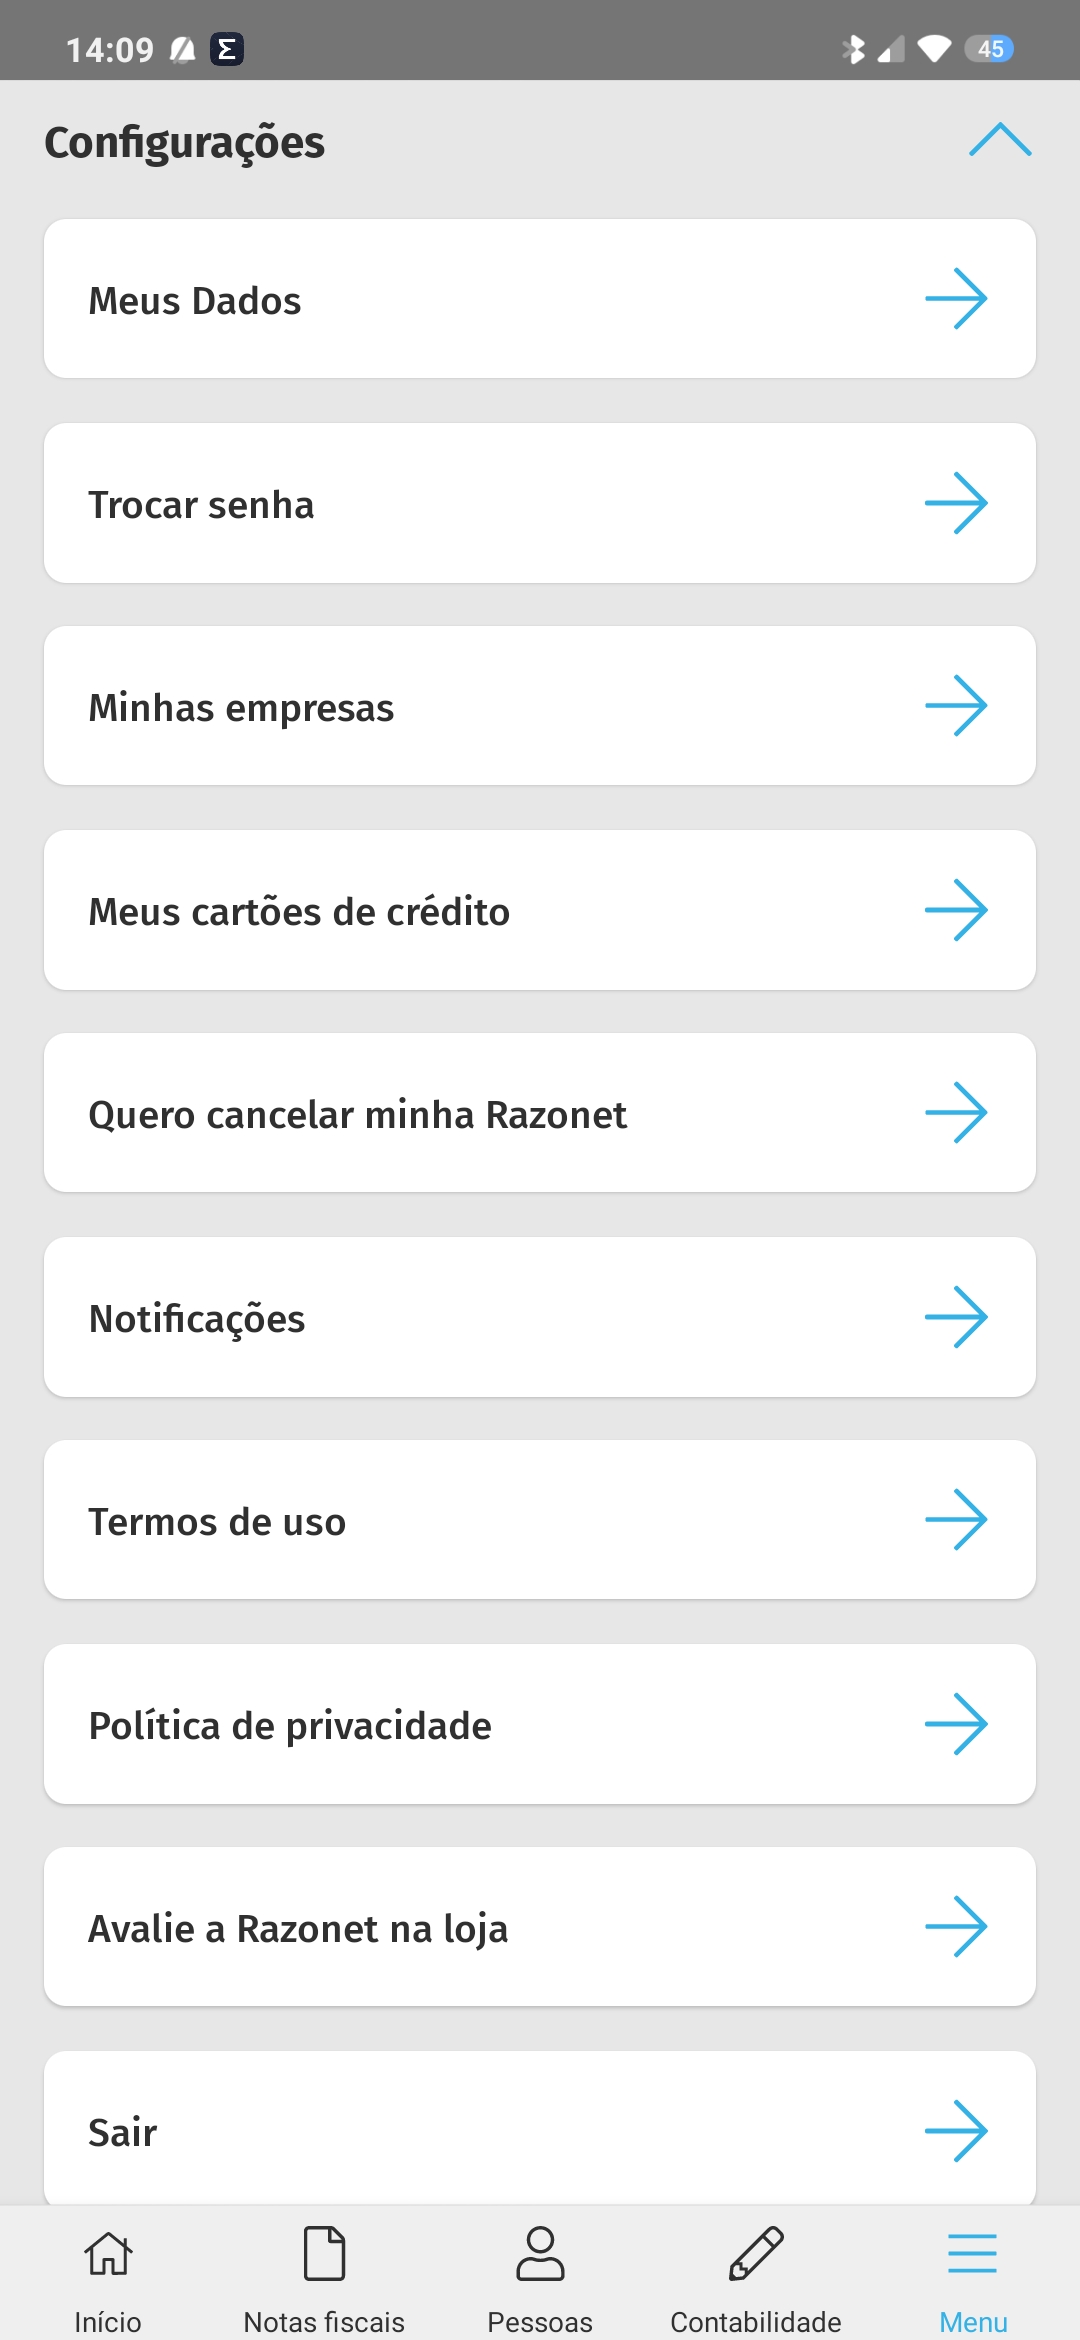 14:09
45
Configurações
Meus Dados
Trocar senha
Minhas empresas
Meus cartões de crédito
Quero cancelar minha Razonet
Notificações
Termos de uso
Política de privacidade
Avalie a Razonet na loja
Sair
Início Notas fiscais Pessoas Contabilidade Menu